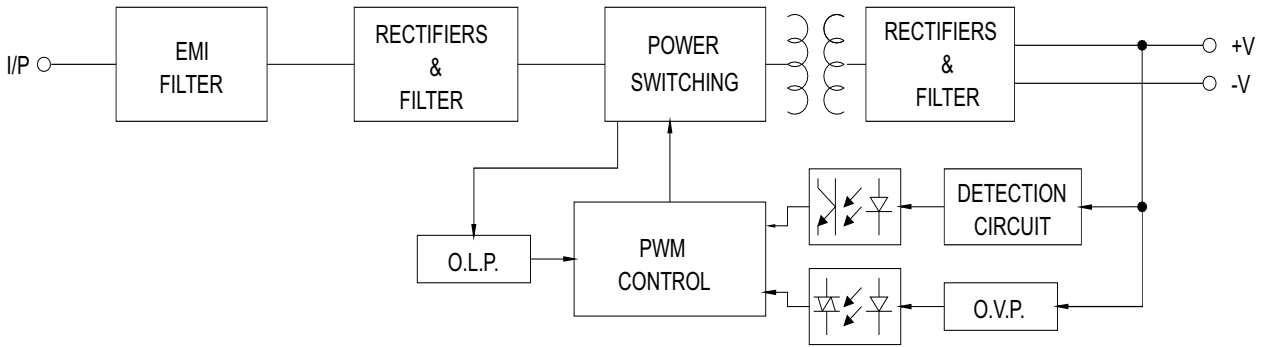 I/P
EMI
FILTER
RECTIFIERS
&
FILTER
POWER
SWITCHING
RECTIFIERS
&
FILTER
+V
-V
DETECTION
CIRCUIT
O.L.P.
PWM
CONTROL
O.V.P.